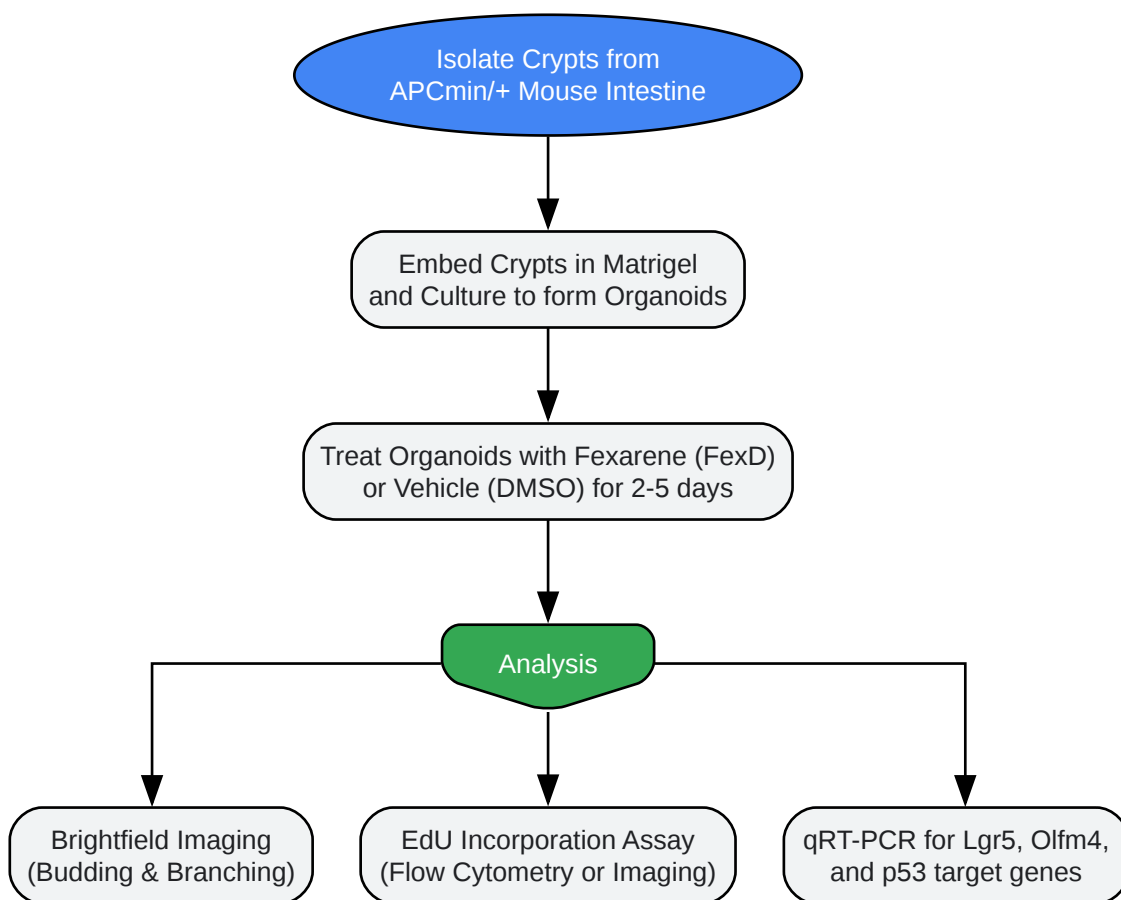 Isolate Crypts from
APCmin/+ Mouse Intestine
Embed Crypts in Matrigel
and Culture to form Organoids
Treat Organoids with Fexarene (FexD)
or Vehicle (DMSO) for 2-5 days
Analysis
Brightfield Imaging
(Budding & Branching)
EdU Incorporation Assay
(Flow Cytometry or Imaging)
qRT-PCR for Lgr5, Olfm4,
and p53 target genes